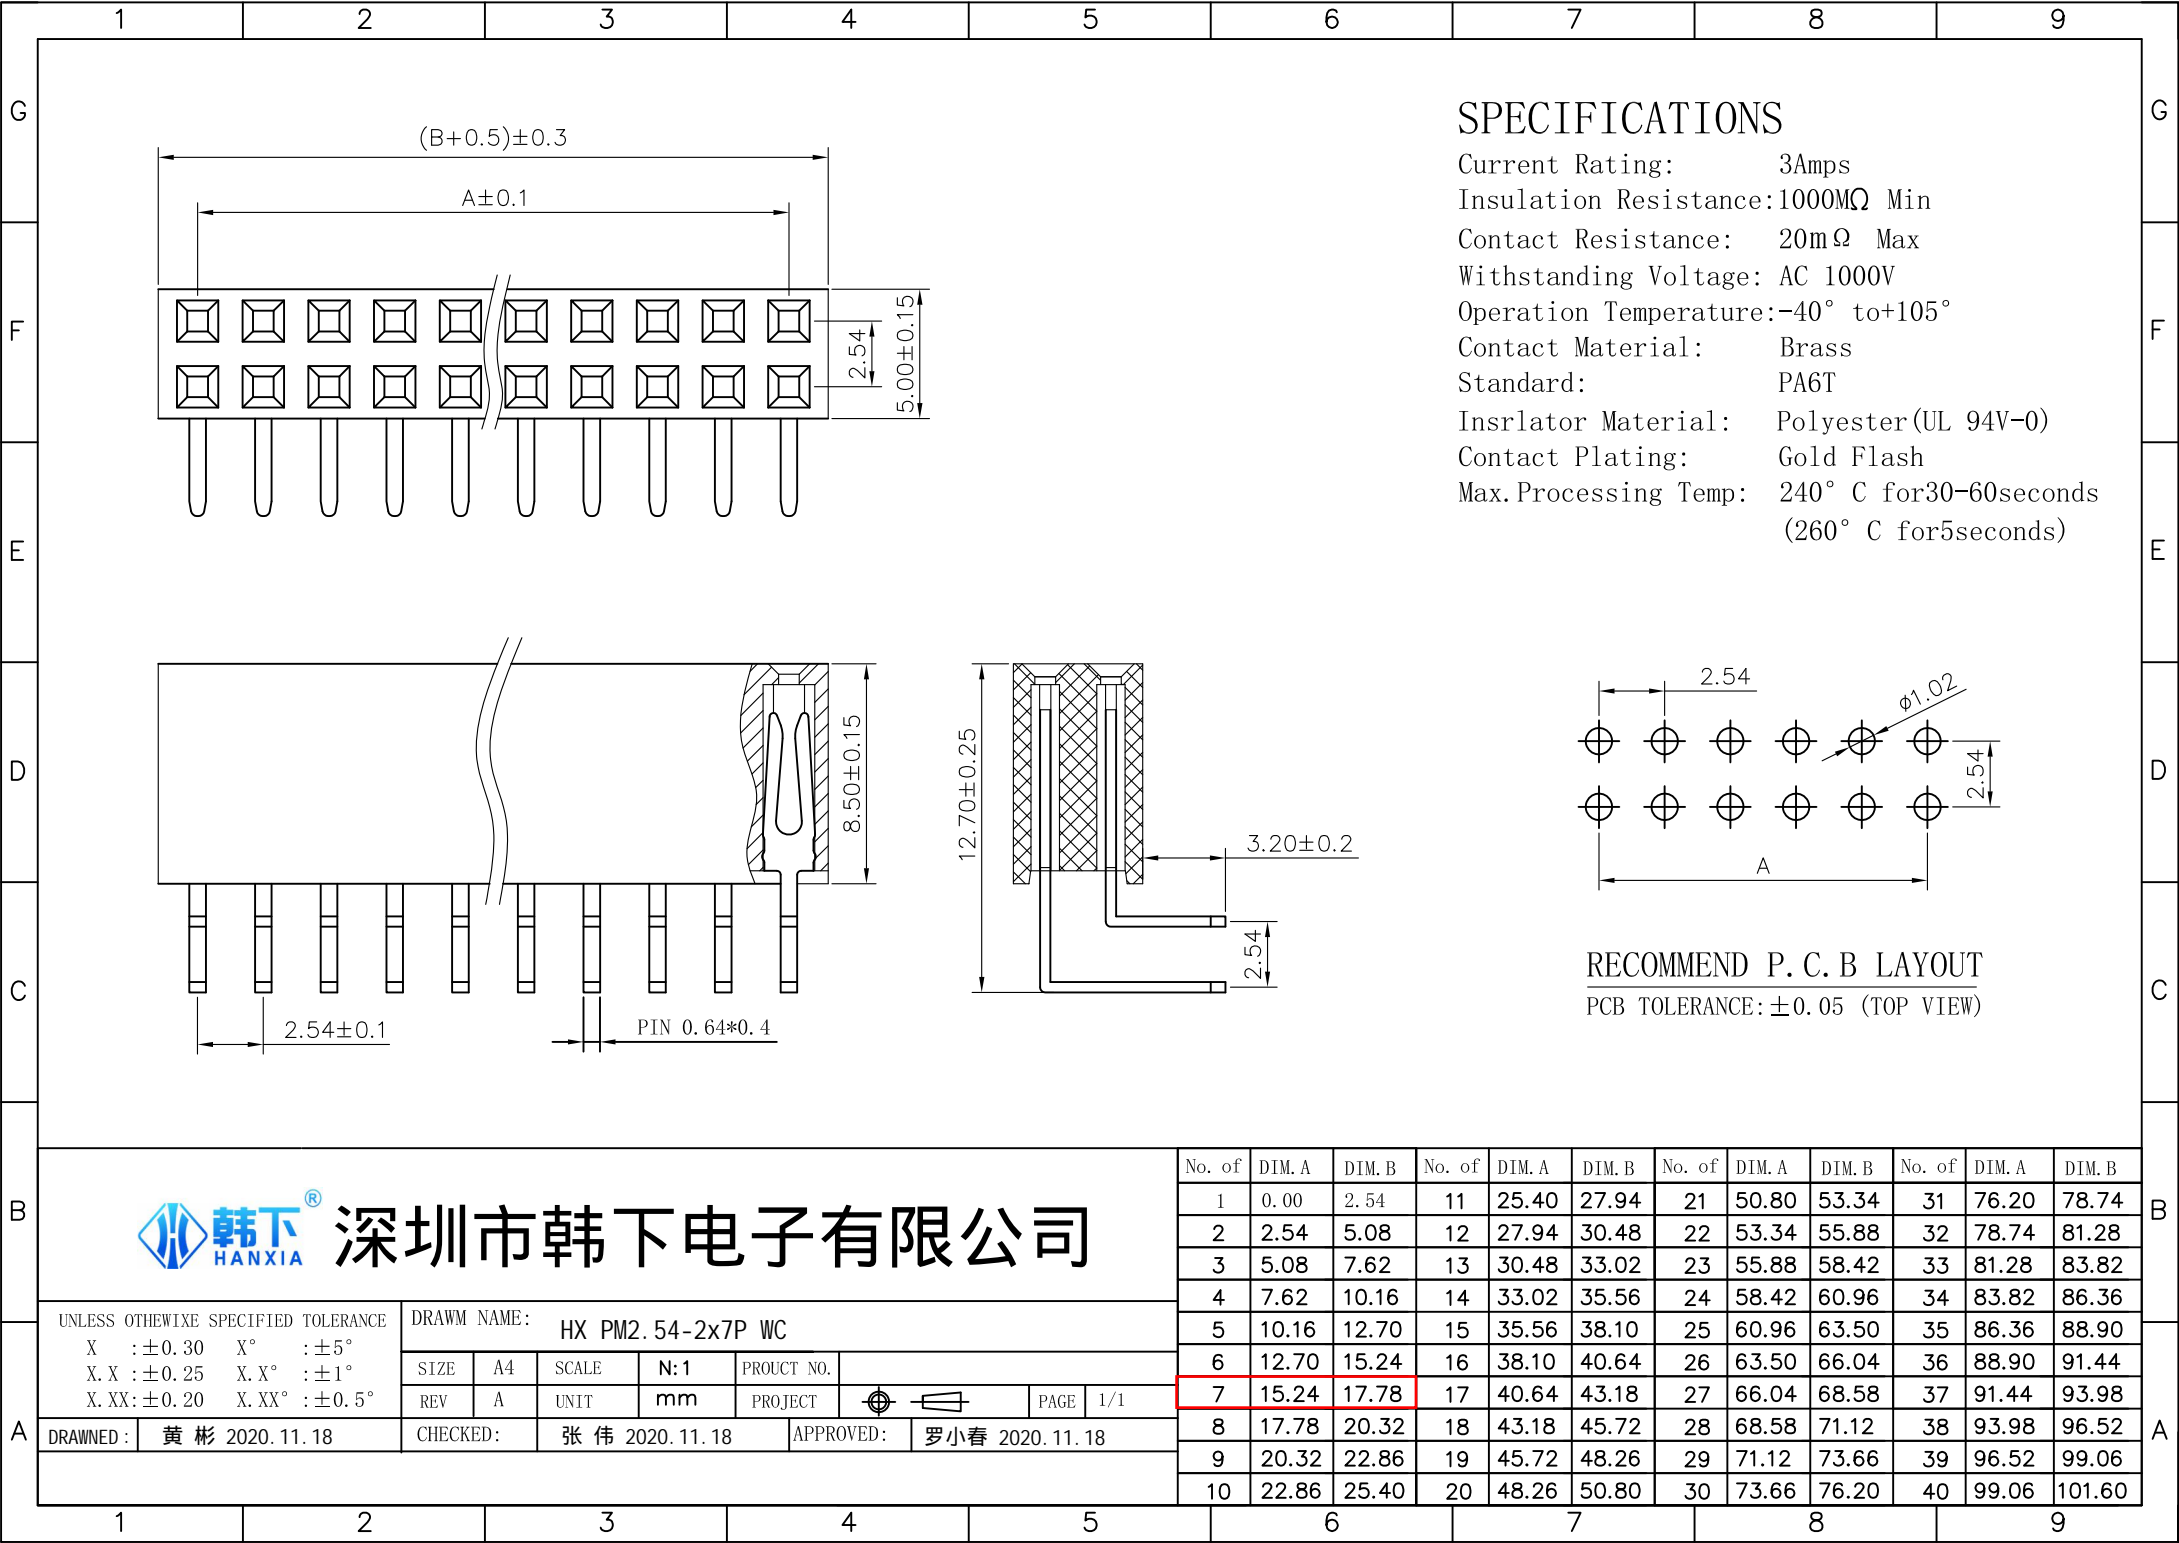 1 2 3 4 5 6 7 8 9
G G
F F
E E
D D
C C
B B
A A
(B+0.5)±0.3
A±0.1
2.54
5.00±0.15
SPECIFICATIONS
Current Rating: 3Amps
Insulation Resistance:1000MΩ Min
Contact Resistance: 20mΩ Max
Withstanding Voltage: AC 1000V
Operation Temperature:-40° to+105°
Contact Material: Brass
Standard: PA6T
Insrlator Material: Polyester(UL 94V-0)
Contact Plating: Gold Flash
Max.Processing Temp: 240° C for30-60seconds
(260° C for5seconds)
8.50±0.15
2.54±0.1
PIN 0.64*0.4
12.70±0.25
3.20±0.2
2.54
2.54
ø1.02
2.54
A
RECOMMEND P.C.B LAYOUT
PCB TOLERANCE:±0.05 (TOP VIEW)
韩下® HANXIA
深圳市韩下电子有限公司
UNLESS OTHEWIXE SPECIFIED TOLERANCE
X :±0.30 X° :±5°
X.X :±0.25 X.X° :±1°
X.XX:±0.20 X.XX° :±0.5°
DRAWM NAME: HX PM2.54-2x7P WC
SIZE A4 SCALE N:1 PROUCT NO.
REV A UNIT mm PROJECT PAGE 1/1
DRAWNED: 黄 彬 2020.11.18 CHECKED: 张 伟 2020.11.18 APPROVED: 罗小春 2020.11.18
No. of DIM.A DIM.B No. of DIM.A DIM.B No. of DIM.A DIM.B No. of DIM.A DIM.B
1 0.00 2.54 11 25.40 27.94 21 50.80 53.34 31 76.20 78.74
2 2.54 5.08 12 27.94 30.48 22 53.34 55.88 32 78.74 81.28
3 5.08 7.62 13 30.48 33.02 23 55.88 58.42 33 81.28 83.82
4 7.62 10.16 14 33.02 35.56 24 58.42 60.96 34 83.82 86.36
5 10.16 12.70 15 35.56 38.10 25 60.96 63.50 35 86.36 88.90
6 12.70 15.24 16 38.10 40.64 26 63.50 66.04 36 88.90 91.44
7 15.24 17.78 17 40.64 43.18 27 66.04 68.58 37 91.44 93.98
8 17.78 20.32 18 43.18 45.72 28 68.58 71.12 38 93.98 96.52
9 20.32 22.86 19 45.72 48.26 29 71.12 73.66 39 96.52 99.06
10 22.86 25.40 20 48.26 50.80 30 73.66 76.20 40 99.06 101.60
1 2 3 4 5 6 7 8 9